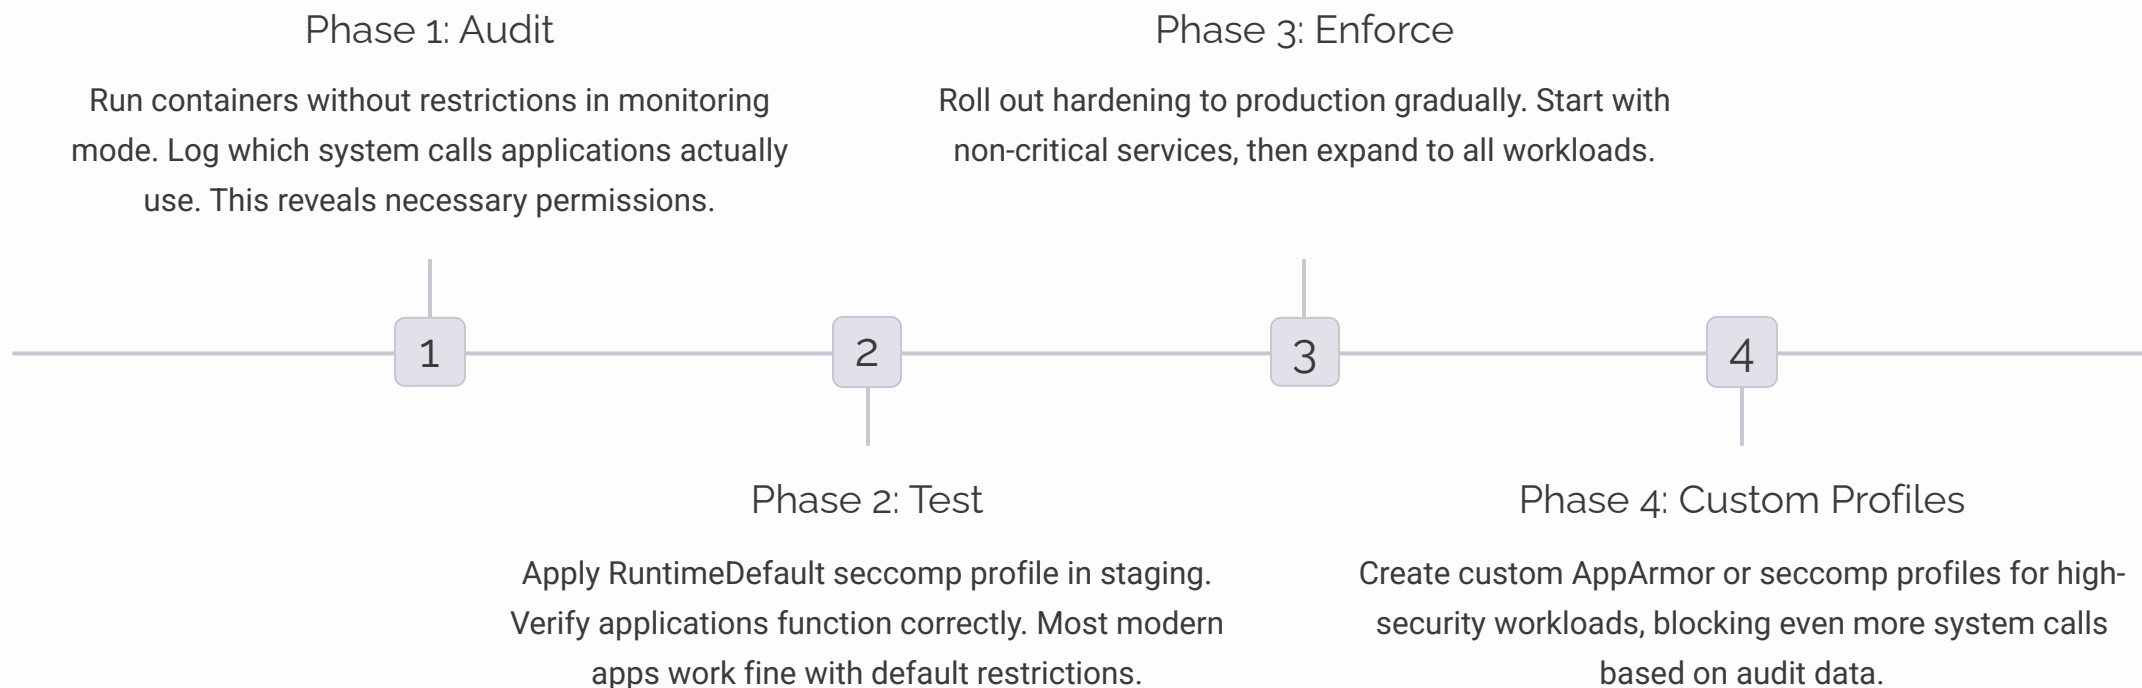 Phase 1: Audit
Run containers without restrictions in monitoring
mode. Log which system calls applications actually
use. This reveals necessary permissions.
Phase 3: Enforce
Roll out hardening to production gradually. Start with
non-critical services, then expand to all workloads.
1
2
3
4
Phase 2: Test
Apply RuntimeDefault seccomp profile in staging.
Verify applications function correctly. Most modern
apps work fine with default restrictions.
Phase 4: Custom Profiles
Create custom AppArmor or seccomp profiles for high-
security workloads, blocking even more system calls
based on audit data.